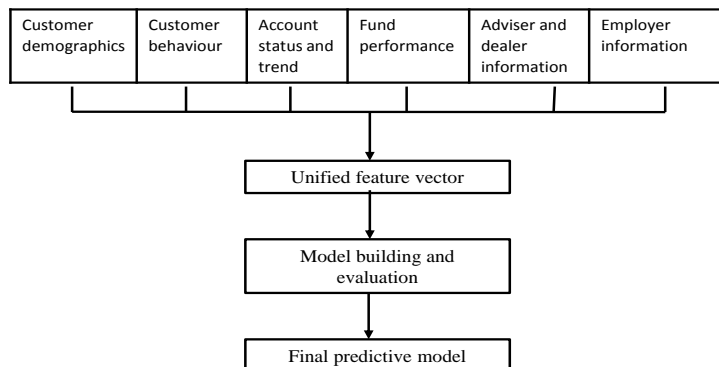 Customer
demographics
Customer
behaviour
Account
status and
trend
Fund
performance
Adviser and
dealer
information
Employer
information
Unified feature vector
Model building and
evaluation
Final predictive model